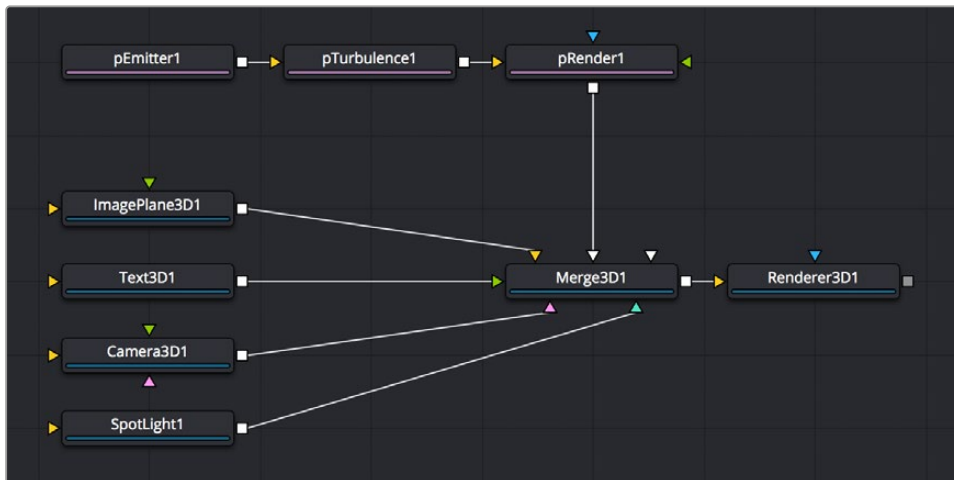 pEmitter1
pTurbulence1
pRender1
ImagePlane3D1
Text3D1
Merge3D1
Renderer3D1
Camera3D1
SpotLight1